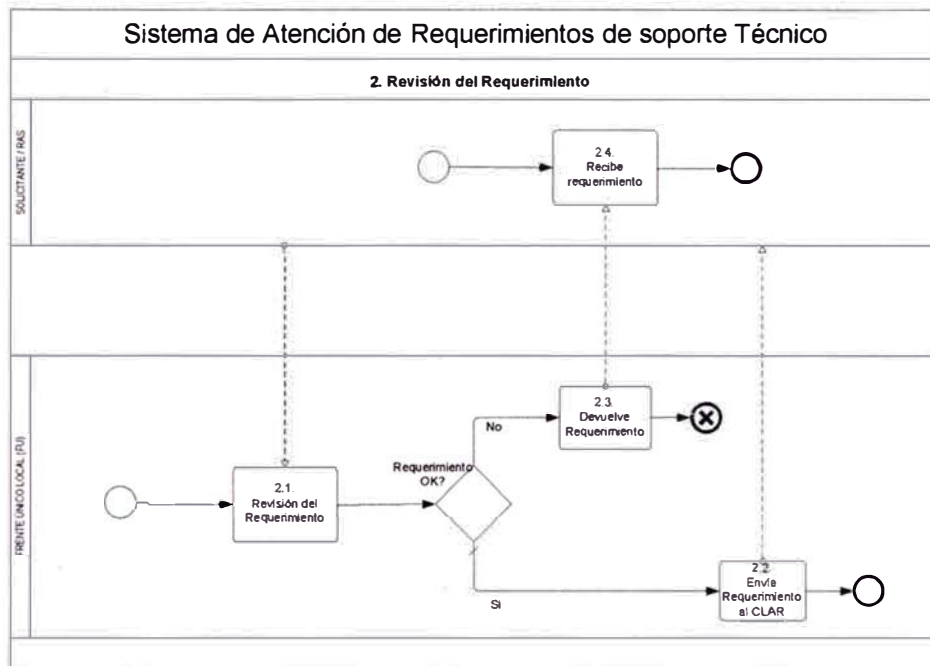 Sistema de Atención de Requerimientos de soporte Técnico
2. Revisión del Requerimiento
SOLICITANTE / RAS
2.4.
Recibe
requerimiento
FRENTE ÚNICO LOCAL (FU)
2.1.
Revisión del
Requerimiento
Requerimiento
OK?
No
2.3.
Devuelve
Requerimiento
Si
2.2.
Envíe
Requerimiento
al CLAR